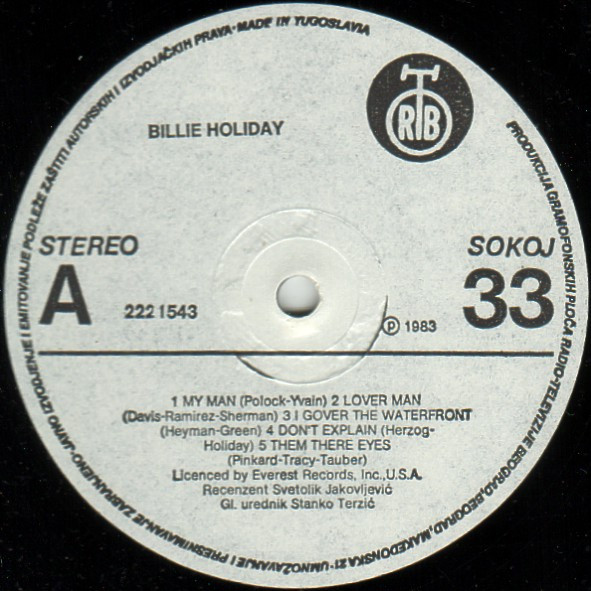 UMNOŽAVANJE I PRESNIMAVANJE ZABRANJENO-JAVNO IZVODJENJE I EMITOVANJE PODLEŽE ZAŠTITI AUTORSKIH I IZVODJAČKIH PRAVA·MADE IN YUGOSLAVIA
PRODUKCIJA GRAMOFONSKIH PLOČA RADIO-TELEVIZIJE BEOGRAD, BEOGRAD, MAKEDONSKA 21·
RTB
BILLIE HOLIDAY
STEREO
SOKOJ
A
2221543
33
℗ 1983
1 MY MAN (Polock-Yvain) 2 LOVER MAN
(Davis-Ramirez-Sherman) 3 I GOVER THE WATERFRONT
(Heyman-Green) 4 DON'T EXPLAIN (Herzog-
Holiday) 5 THEM THERE EYES
(Pinkard-Tracy-Tauber)
Licenced by Everest Records, Inc.,U.S.A.
Recenzent Svetolik Jakovljević
Gl. urednik Stanko Terzić